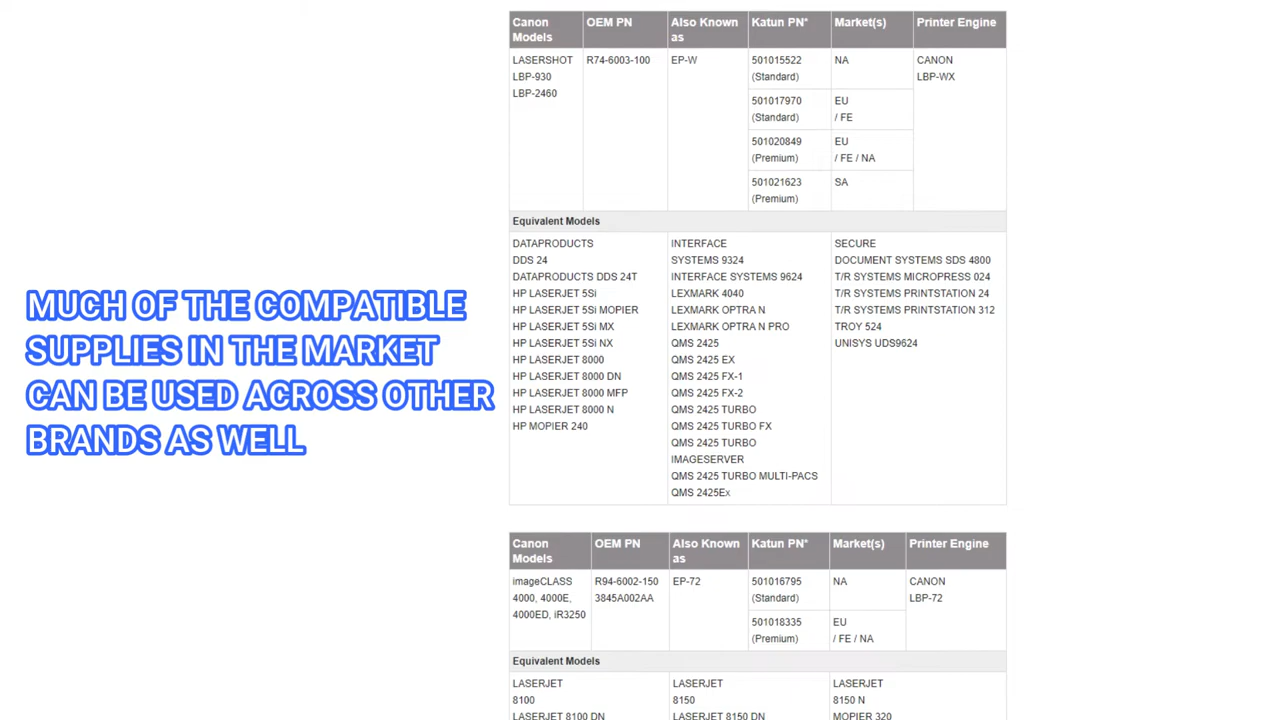 MUCH OF THE COMPATIBLE
SUPPLIES IN THE MARKET
CAN BE USED ACROSS OTHER
BRANDS AS WELL
Canon Models
OEM PN
Also Known as
Katun PN*
Market(s)
Printer Engine
LASERSHOT
LBP-930
LBP-2460
R74-6003-100
EP-W
501015522
(Standard)
NA
CANON
LBP-WX
501017970
(Standard)
EU
/ FE
501020849
(Premium)
EU
/ FE / NA
501021623
(Premium)
SA
Equivalent Models
DATAPRODUCTS
DDS 24
DATAPRODUCTS DDS 24T
HP LASERJET 5Si
HP LASERJET 5Si MOPIER
HP LASERJET 5Si MX
HP LASERJET 5Si NX
HP LASERJET 8000
HP LASERJET 8000 DN
HP LASERJET 8000 MFP
HP LASERJET 8000 N
HP MOPIER 240
INTERFACE
SYSTEMS 9324
INTERFACE SYSTEMS 9624
LEXMARK 4040
LEXMARK OPTRA N
LEXMARK OPTRA N PRO
QMS 2425
QMS 2425 EX
QMS 2425 FX-1
QMS 2425 FX-2
QMS 2425 TURBO
QMS 2425 TURBO FX
QMS 2425 TURBO
IMAGESERVER
QMS 2425 TURBO MULTI-PACS
QMS 2425Ex
SECURE
DOCUMENT SYSTEMS SDS 4800
T/R SYSTEMS MICROPRESS 024
T/R SYSTEMS PRINTSTATION 24
T/R SYSTEMS PRINTSTATION 312
TROY 524
UNISYS UDS9624
Canon Models
OEM PN
Also Known as
Katun PN*
Market(s)
Printer Engine
imageCLASS
4000, 4000E,
4000ED, iR3250
R94-6002-150
3845A002AA
EP-72
501016795
(Standard)
NA
CANON
LBP-72
501018335
(Premium)
EU
/ FE / NA
Equivalent Models
LASERJET
8100
LASERJET 8100 DN
LASERJET
8150
LASERJET 8150 DN
LASERJET
8150 N
MOPIER 320